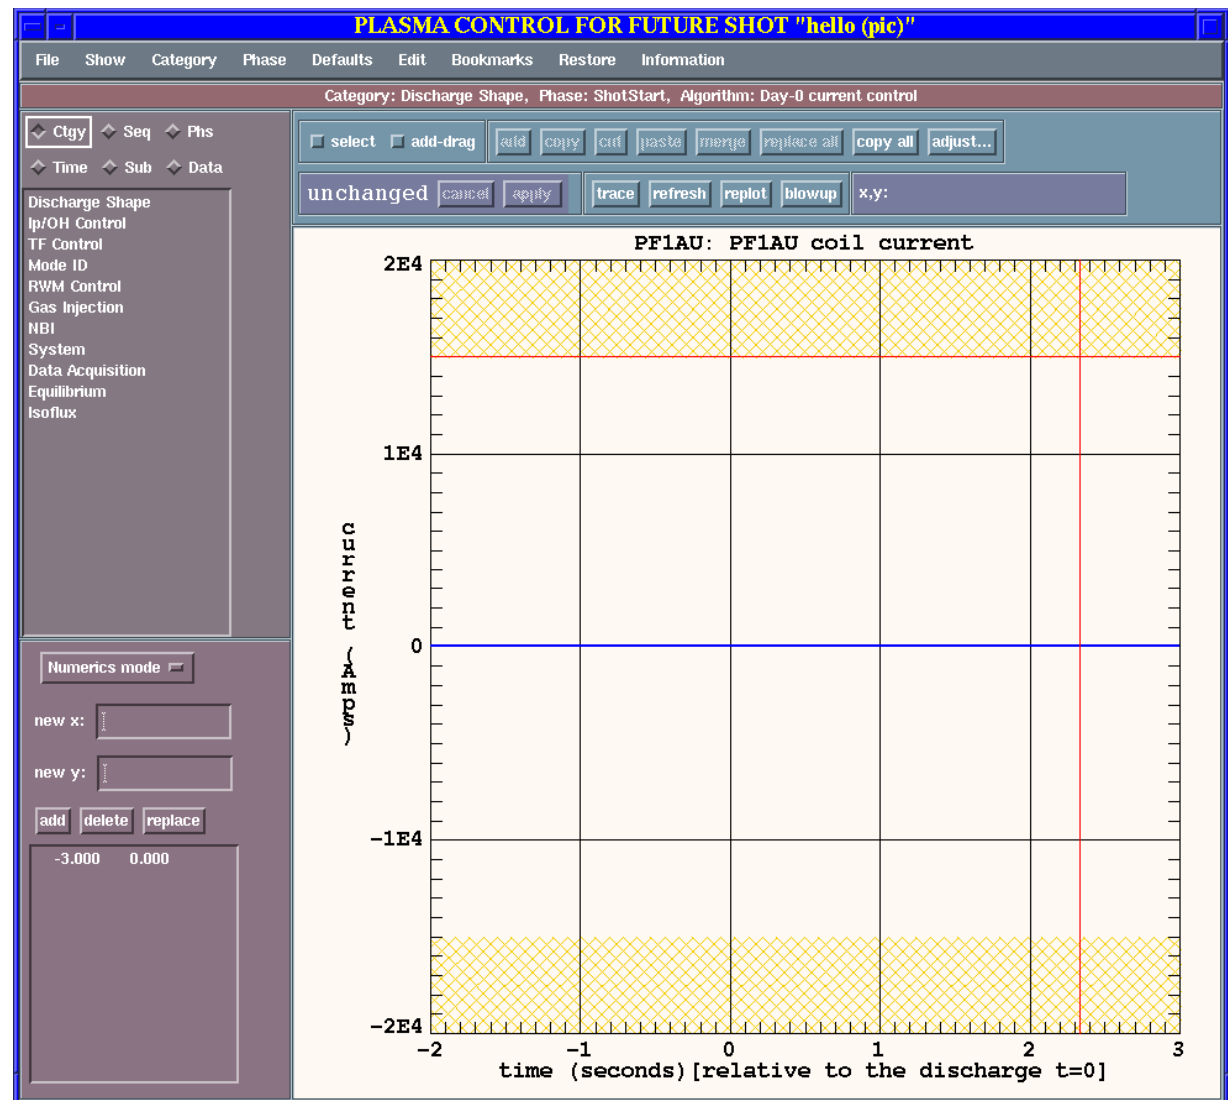 PLASMA CONTROL FOR FUTURE SHOT "hello (pic)"
File Show Category Phase Defaults Edit Bookmarks Restore Information
Category: Discharge Shape, Phase: ShotStart, Algorithm: Day-0 current control
Ctgy Seq Phs
Time Sub Data
Discharge Shape
Ip/OH Control
TF Control
Mode ID
RWM Control
Gas Injection
NBI
System
Data Acquisition
Equilibrium
Isoflux
Numerics mode
new x:
new y:
add delete replace
-3.000 0.000
select add-drag add copy cut paste merge replace all copy all adjust...
unchanged cancel apply trace refresh replot blowup x,y:
PF1AU: PF1AU coil current
2E4
1E4
0
-1E4
-2E4
current (Amps)
-2 -1 0 1 2 3
time (seconds)[relative to the discharge t=0]